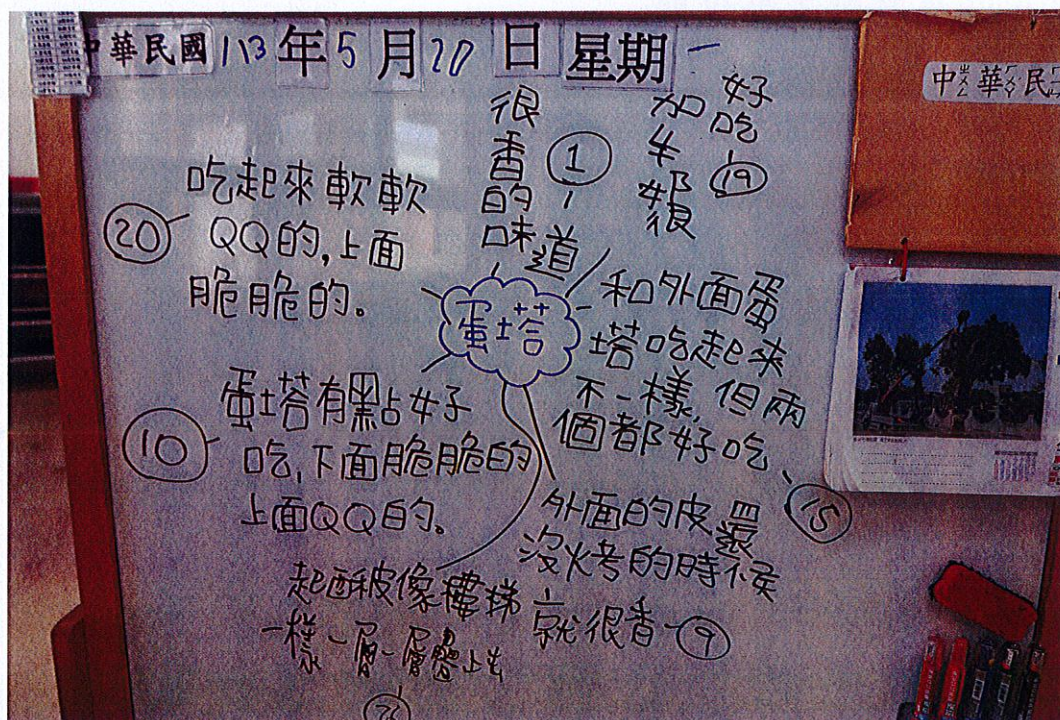 中華民國113年5月20日星期一
中華民
很香的味道
1
加牛奶很
好吃
19
吃起來軟軟
QQ的,上面
脆脆的。
20
蛋塔
和外面蛋
塔吃起來
不一樣,但兩
個都好吃
15
蛋塔有點好
吃,下面脆脆的
上面QQ的。
10
外面的皮還
沒烤的時候
就很香
9
起酥皮像樓梯
一樣一層一層疊上去